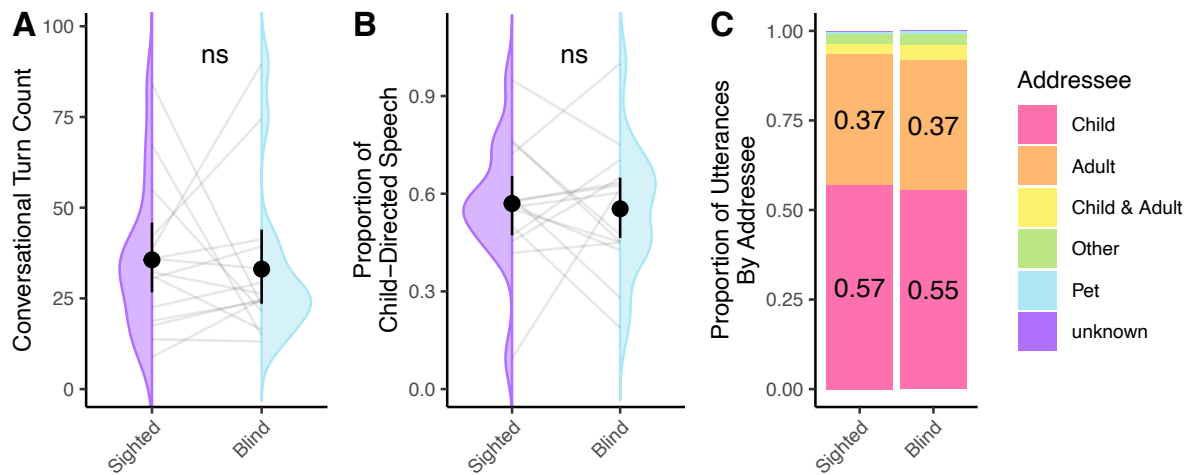 A
Conversational Turn Count
100
75
50
25
0
ns
Sighted
Blind
B
Proportion of
Child–Directed Speech
0.9
0.6
0.3
0.0
ns
Sighted
Blind
C
Proportion of Utterances
By Addressee
1.00
0.75
0.50
0.25
0.00
0.37
0.37
0.57
0.55
Sighted
Blind
Addressee
Child
Adult
Child & Adult
Other
Pet
unknown